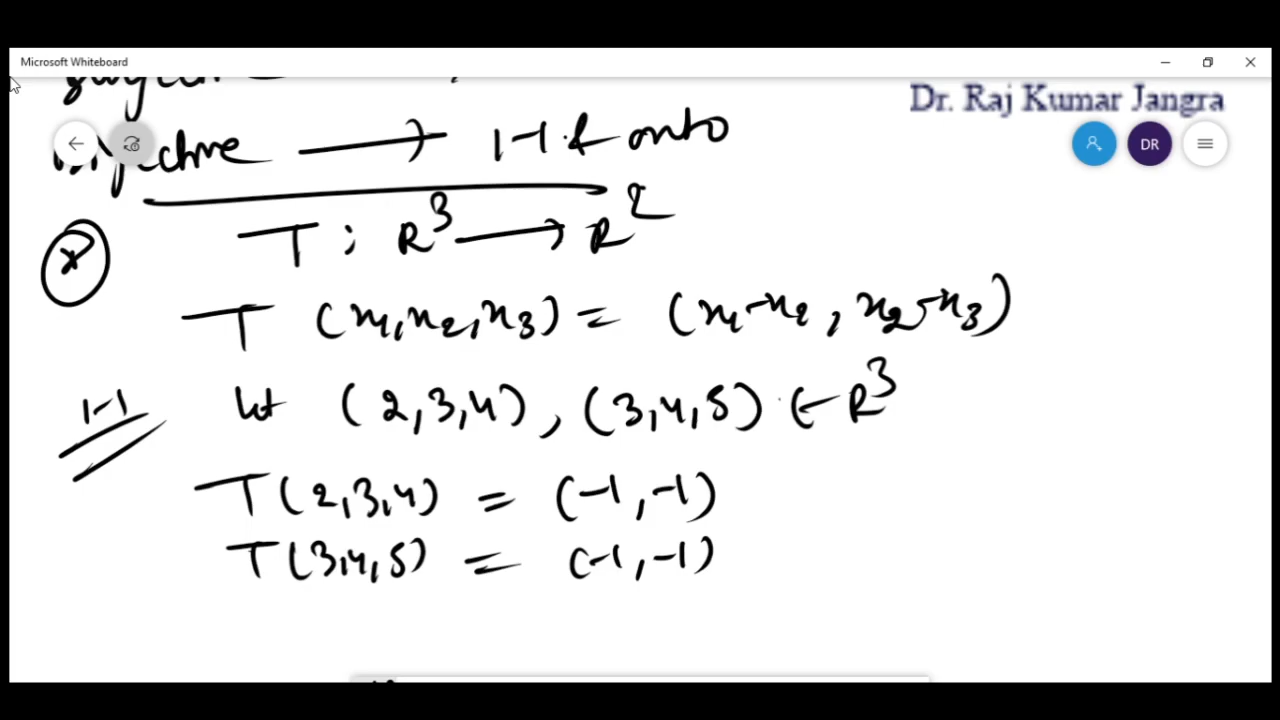 Microsoft Whiteboard
Dr. Raj Kumar Jangra
DR
⟶ 1-1 & onto
T : R³ ⟶ R²
T (x₁, x₂, x₃) = (x₁-x₂, x₂-x₃)
1-1 let (2,3,4), (3,4,5) ∈ R³
T(2,3,4) = (-1,-1)
T(3,4,5) = (-1,-1)